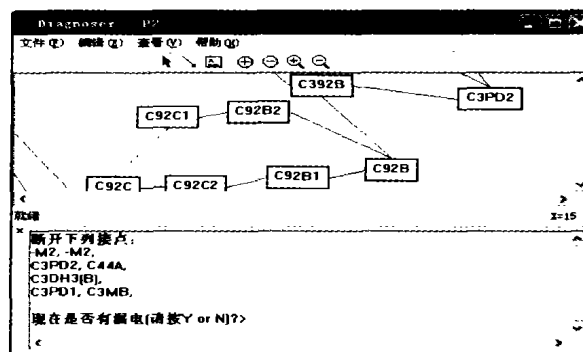 Diagnoser P2
文件(F) 编辑(E) 查看(V) 帮助(H)
C392B
C3PD2
C92C1 C92B2
C92B
C92B1
C92C C92C2
就绪 X=15
断开下列接点:
-M2, -M2,
C3PD2, C44A,
C3DH3(B),
C3PD1, C3MB,
现在是否有漏电(请按Y or N)?>